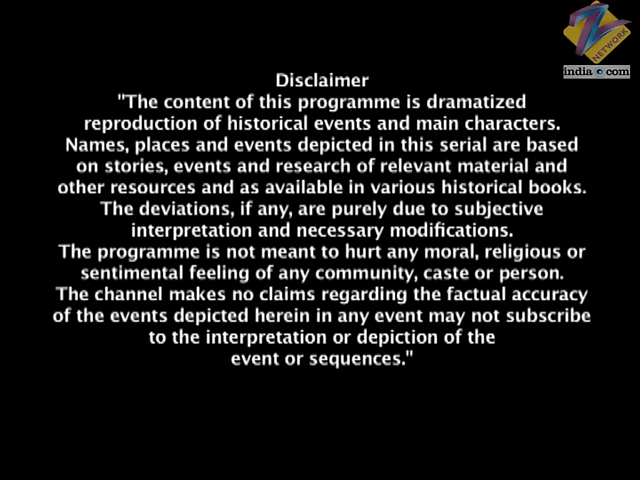 Z
NETWORK
india.com
Disclaimer
"The content of this programme is dramatized
reproduction of historical events and main characters.
Names, places and events depicted in this serial are based
on stories, events and research of relevant material and
other resources and as available in various historical books.
The deviations, if any, are purely due to subjective
interpretation and necessary modifications.
The programme is not meant to hurt any moral, religious or
sentimental feeling of any community, caste or person.
The channel makes no claims regarding the factual accuracy
of the events depicted herein in any event may not subscribe
to the interpretation or depiction of the
event or sequences."